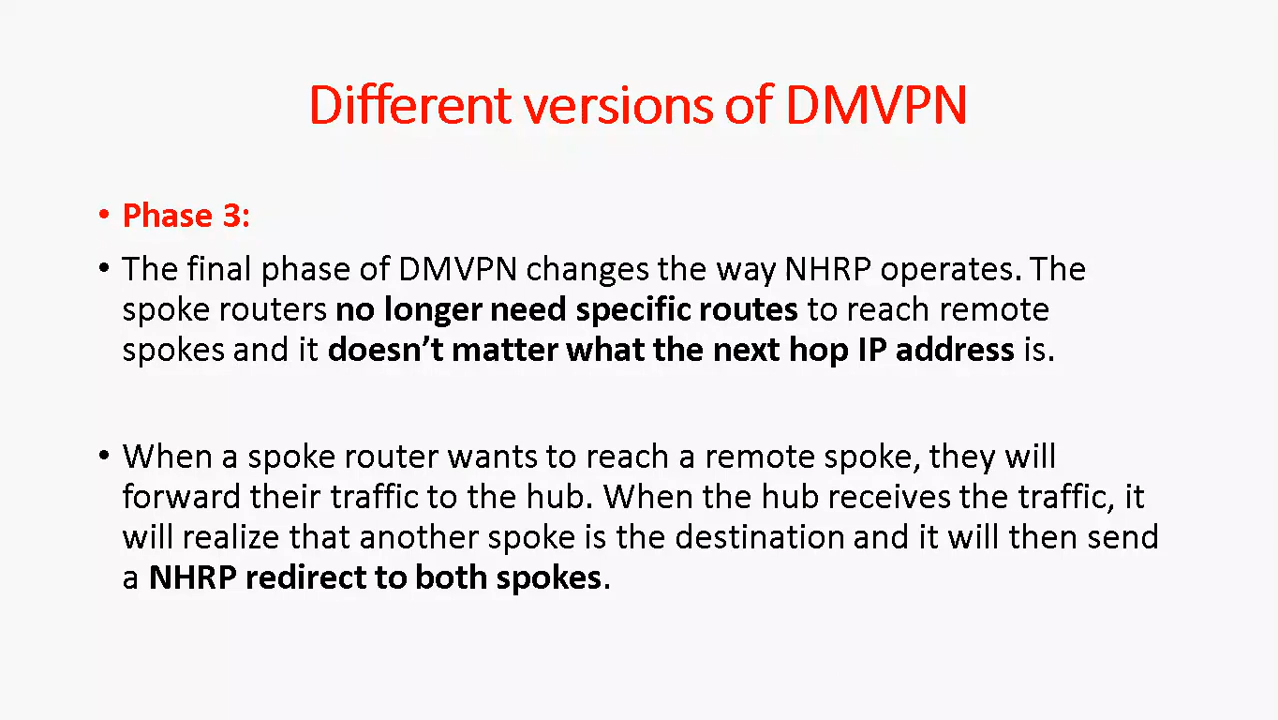 Different versions of DMVPN
• Phase 3:
• The final phase of DMVPN changes the way NHRP operates. The
spoke routers no longer need specific routes to reach remote
spokes and it doesn’t matter what the next hop IP address is.
• When a spoke router wants to reach a remote spoke, they will
forward their traffic to the hub. When the hub receives the traffic, it
will realize that another spoke is the destination and it will then send
a NHRP redirect to both spokes.